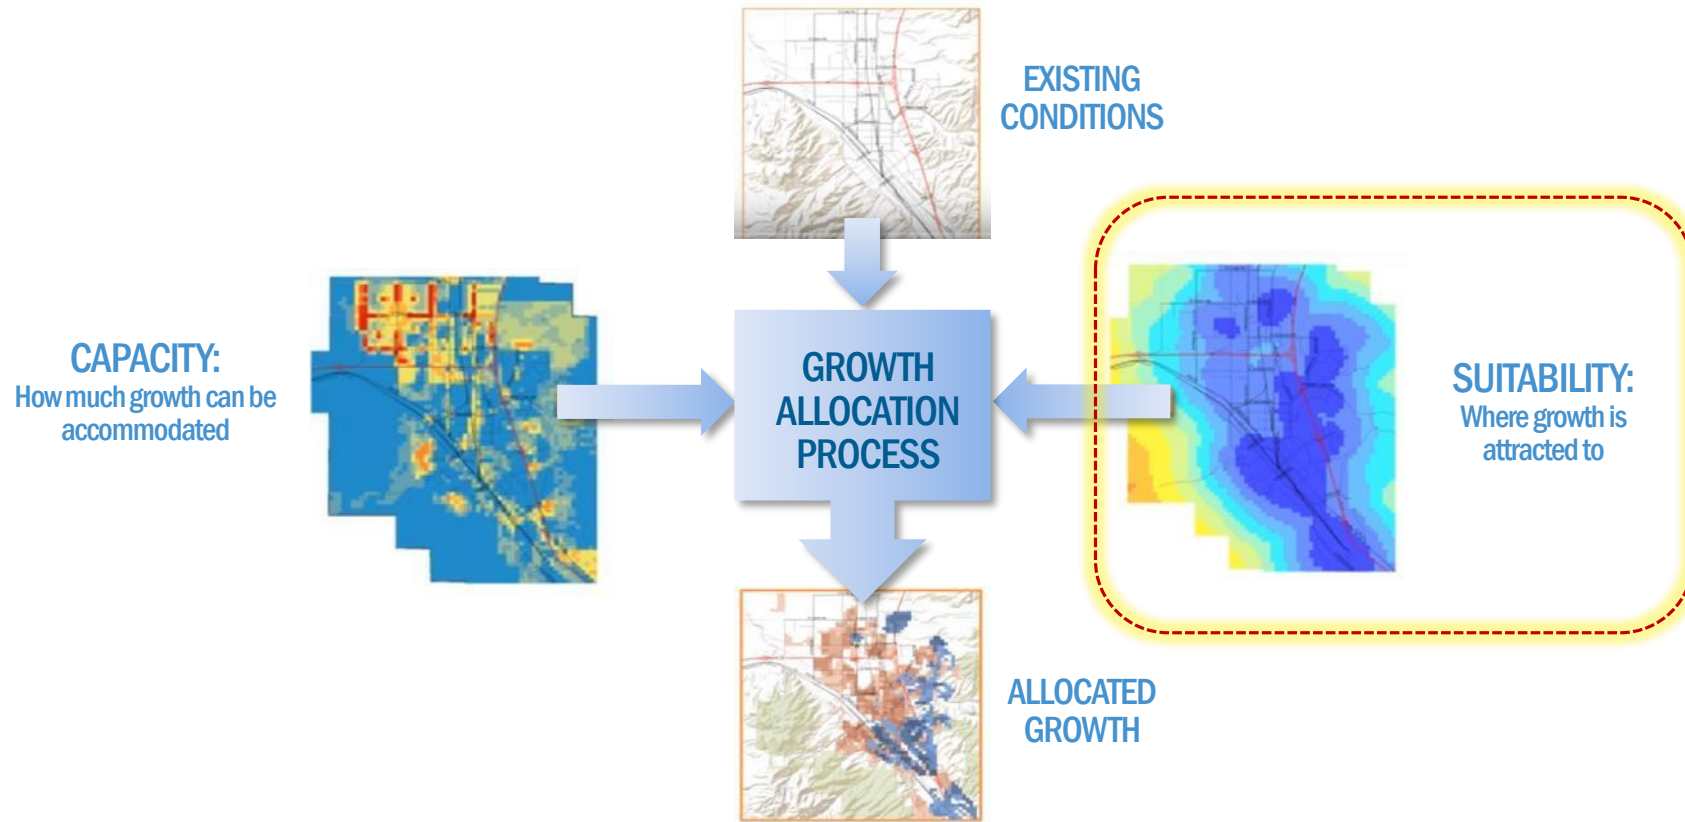 EXISTING
CONDITIONS
CAPACITY:
How much growth can be
accommodated
GROWTH
ALLOCATION
PROCESS
SUITABILITY:
Where growth is
attracted to
ALLOCATED
GROWTH